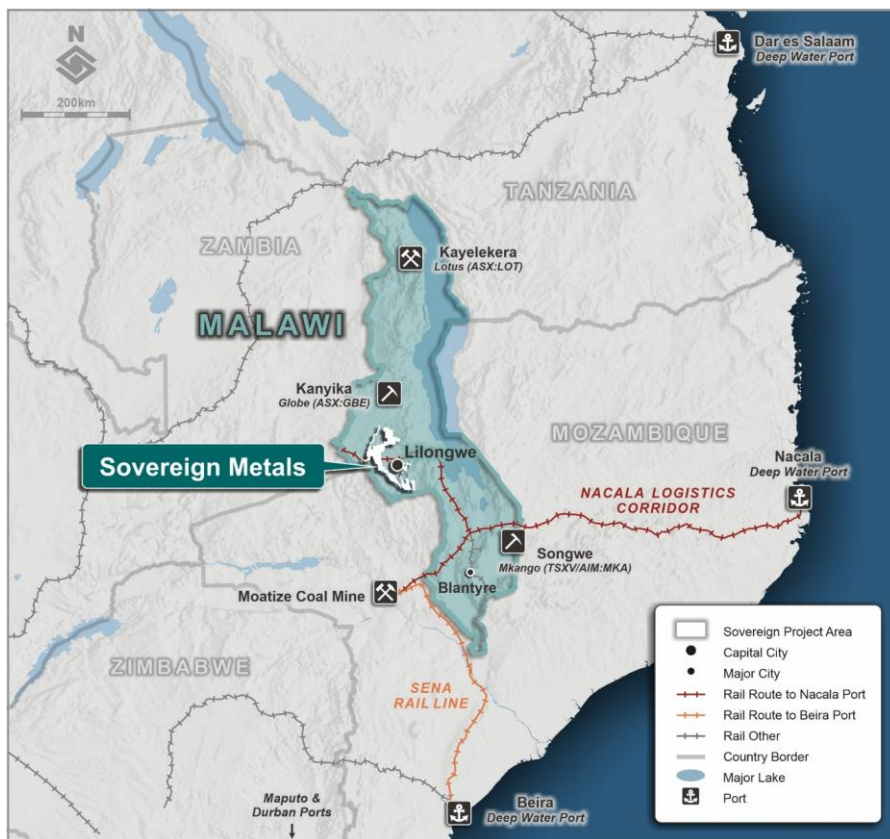 N
200km
Dar es Salaam
Deep Water Port
TANZANIA
ZAMBIA
Kayelekera
Lotus (ASX:LOT)
MALAWI
Kanyika
Globe (ASX:GBE)
MOZAMBIQUE
Lilongwe
Sovereign Metals
Nacala
Deep Water Port
NACALA LOGISTICS
CORRIDOR
Songwe
Mkango (TSXV/AIM:MKA)
Blantyre
Moatize Coal Mine
ZIMBABWE
SENA
RAIL LINE
Maputo &
Durban Ports
Beira
Deep Water Port
Sovereign Project Area
Capital City
Major City
Rail Route to Nacala Port
Rail Route to Beira Port
Rail Other
Country Border
Major Lake
Port